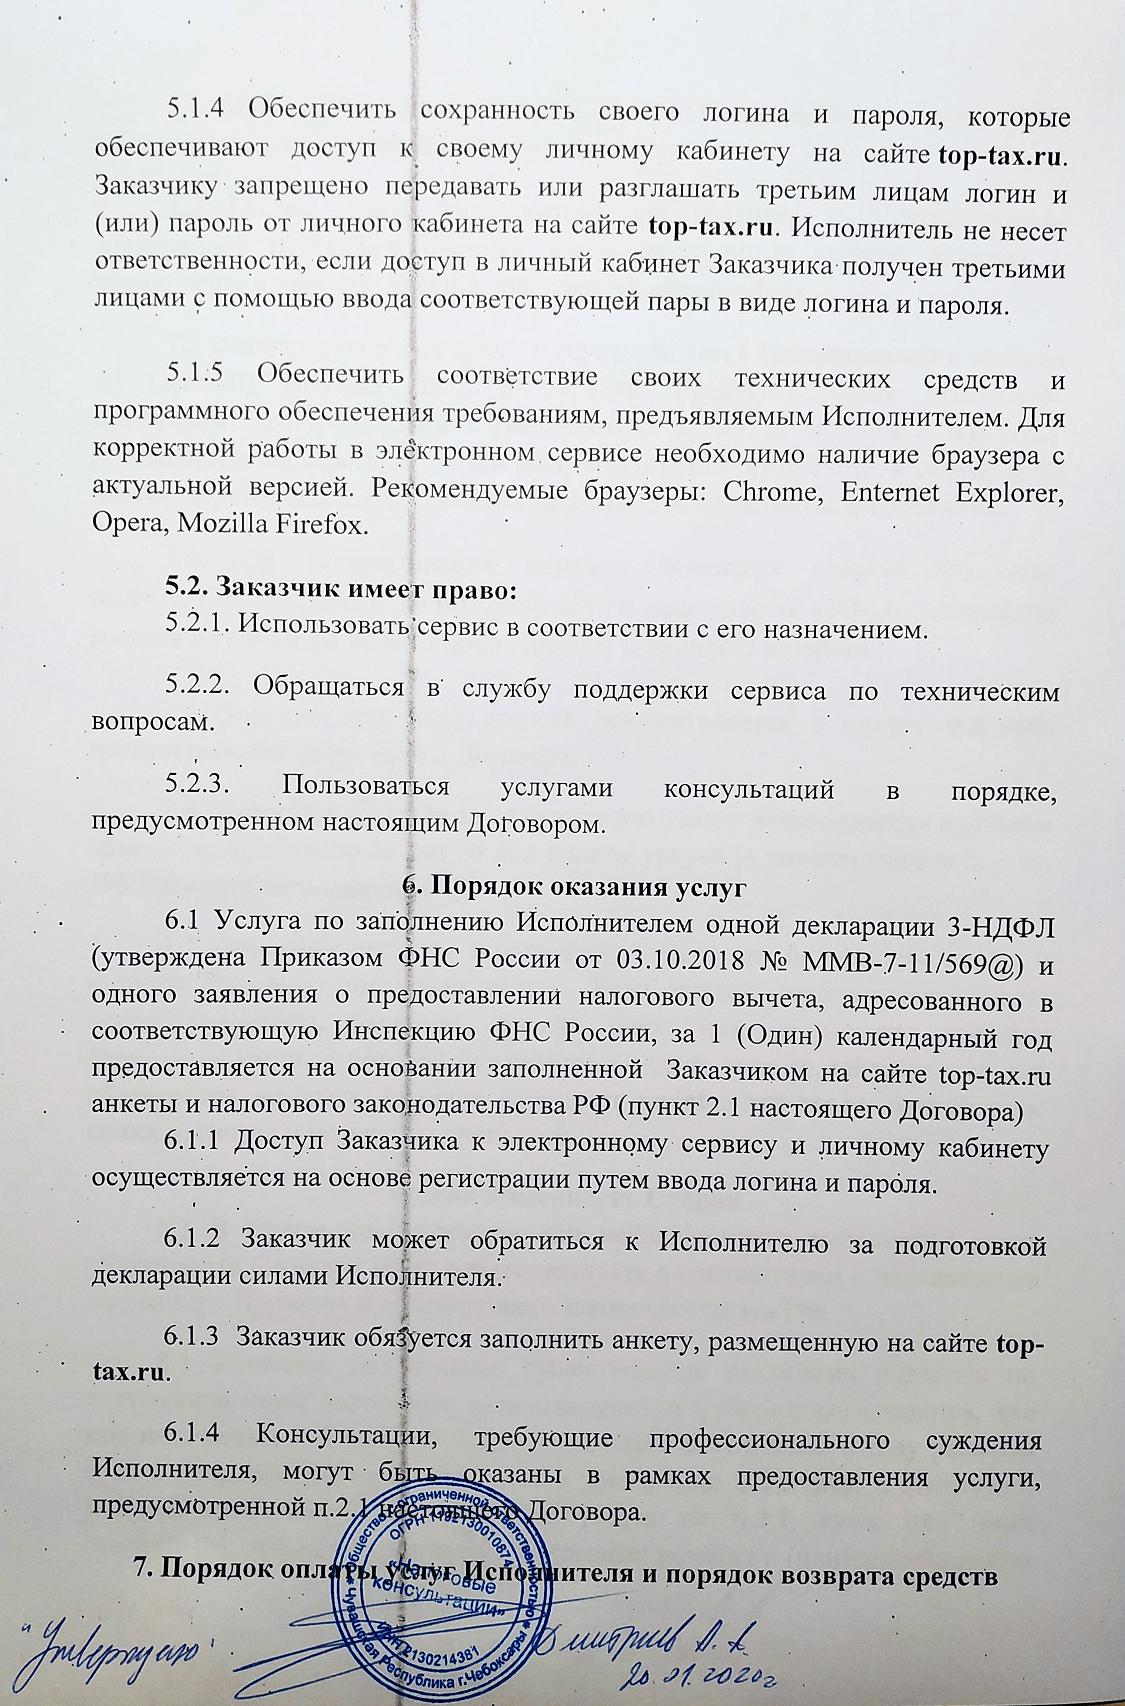 5.1.4 Обеспечить сохранность своего логина и пароля, которые
обеспечивают доступ к своему личному кабинету на сайте top-tax.ru.
Заказчику запрещено передавать или разглашать третьим лицам логин и
(или) пароль от личного кабинета на сайте top-tax.ru. Исполнитель не несет
ответственности, если доступ в личный кабинет Заказчика получен третьими
лицами с помощью ввода соответствующей пары в виде логина и пароля.
5.1.5 Обеспечить соответствие своих технических средств и
программного обеспечения требованиям, предъявляемым Исполнителем. Для
корректной работы в электронном сервисе необходимо наличие браузера с
актуальной версией. Рекомендуемые браузеры: Chrome, Enternet Explorer,
Opera, Mozilla Firefox.
5.2. Заказчик имеет право:
5.2.1. Использовать сервис в соответствии с его назначением.
5.2.2. Обращаться в службу поддержки сервиса по техническим
вопросам.
5.2.3. Пользоваться услугами консультаций в порядке,
предусмотренном настоящим Договором.
6. Порядок оказания услуг
6.1 Услуга по заполнению Исполнителем одной декларации 3-НДФЛ
(утверждена Приказом ФНС России от 03.10.2018 № ММВ-7-11/569@) и
одного заявления о предоставлении налогового вычета, адресованного в
соответствующую Инспекцию ФНС России, за 1 (Один) календарный год
предоставляется на основании заполненной Заказчиком на сайте top-tax.ru
анкеты и налогового законодательства РФ (пункт 2.1 настоящего Договора)
6.1.1 Доступ Заказчика к электронному сервису и личному кабинету
осуществляется на основе регистрации путем ввода логина и пароля.
6.1.2 Заказчик может обратиться к Исполнителю за подготовкой
декларации силами Исполнителя.
6.1.3 Заказчик обязуется заполнить анкету, размещенную на сайте top-
tax.ru.
6.1.4 Консультации, требующие профессионального суждения
Исполнителя, могут быть оказаны в рамках предоставления услуги,
предусмотренной п.2.1 настоящего Договора.
7. Порядок оплаты услуг Исполнителя и порядок возврата средств
Общество с ограниченной ответственностью
ОГРН 1192130010874
«Налоговые
консультации»
ИНН 2130214381
Чувашская Республика г.Чебоксары
"Утверждаю"
Дмитриев А. А.
20.01.2020г